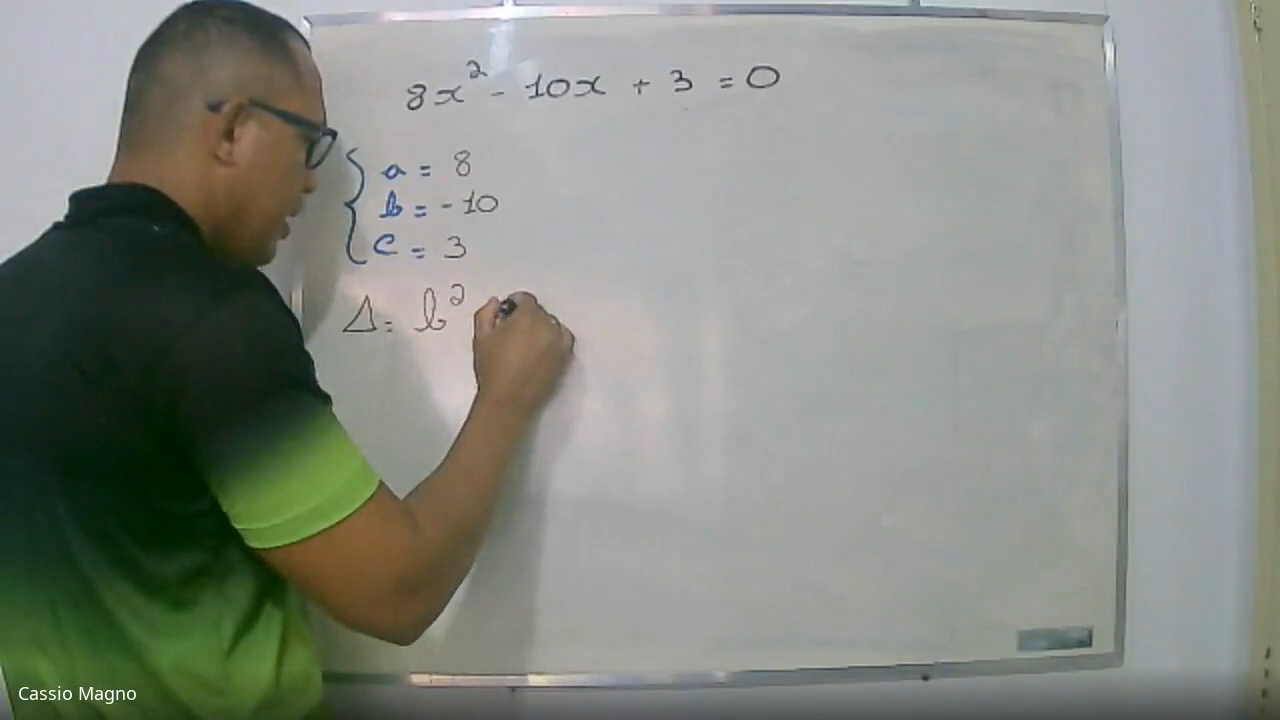 8x² - 10x + 3 = 0
a = 8
b = -10
c = 3
Δ = b²
Cassio Magno